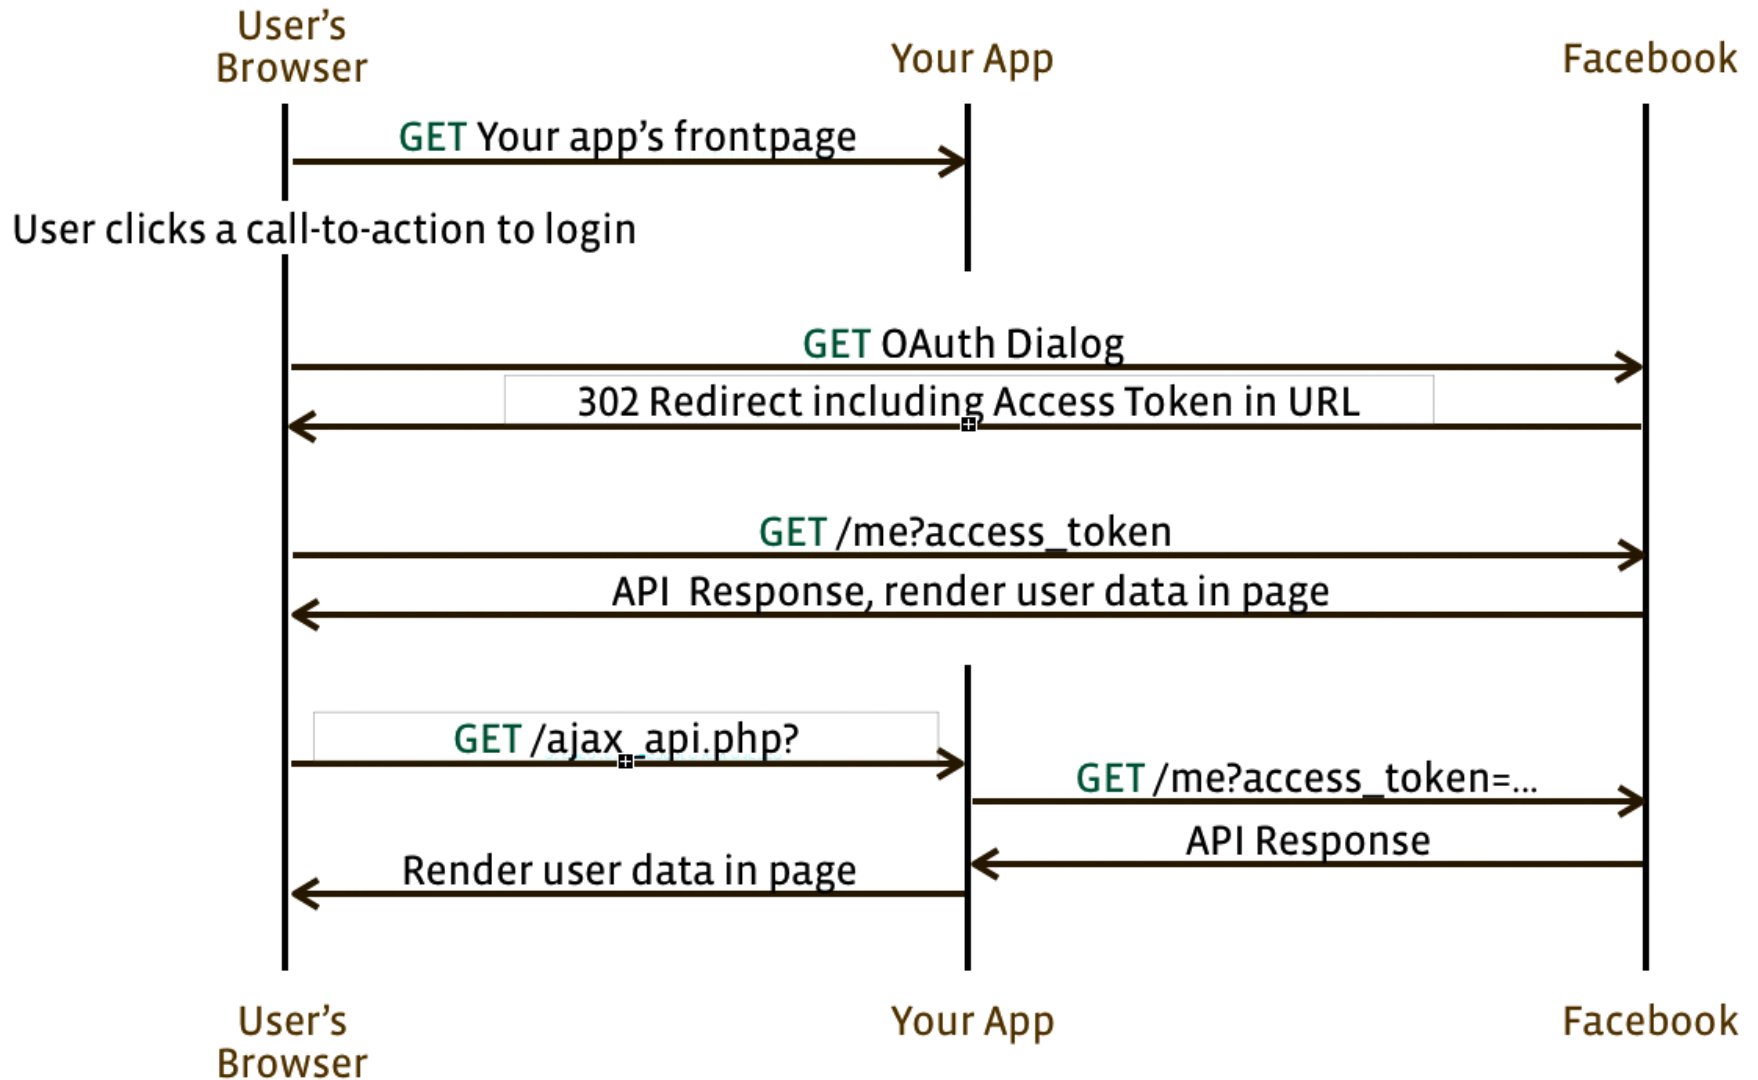 User's
Browser
Your App
Facebook
GET Your app's frontpage
User clicks a call-to-action to login
GET OAuth Dialog
302 Redirect including Access Token in URL
GET /me?access_token
API  Response, render user data in page
GET /ajax_api.php?
GET /me?access_token=...
API Response
Render user data in page
User's
Browser
Your App
Facebook